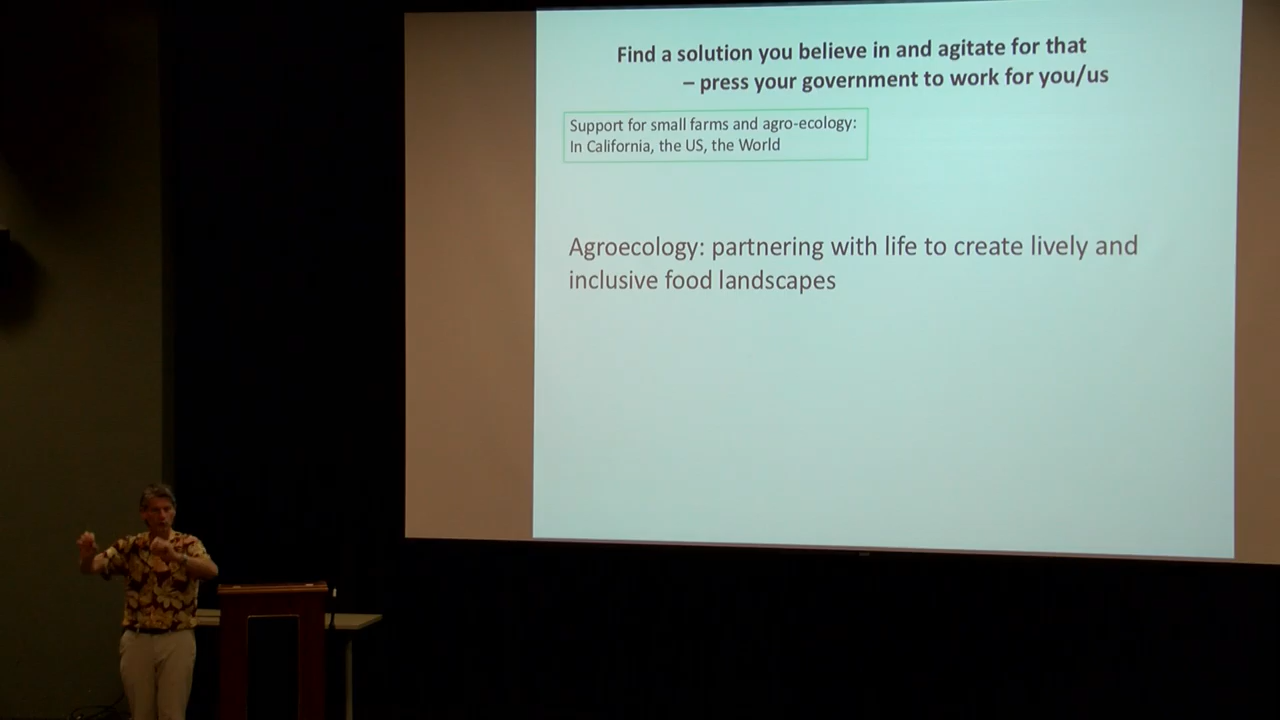 Find a solution you believe in and agitate for that
– press your government to work for you/us
Support for small farms and agro-ecology:
In California, the US, the World
Agroecology: partnering with life to create lively and
inclusive food landscapes